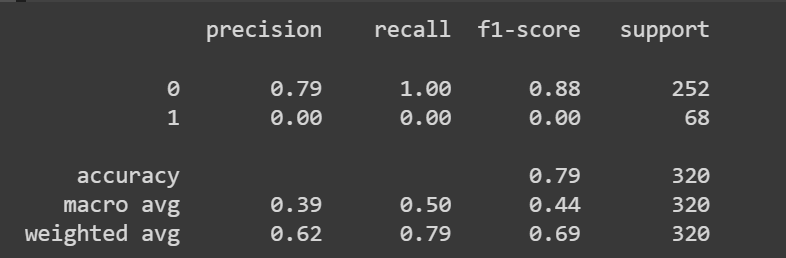 precision recall f1-score support
0 0.79 1.00 0.88 252
1 0.00 0.00 0.00 68
accuracy 0.79 320
macro avg 0.39 0.50 0.44 320
weighted avg 0.62 0.79 0.69 320